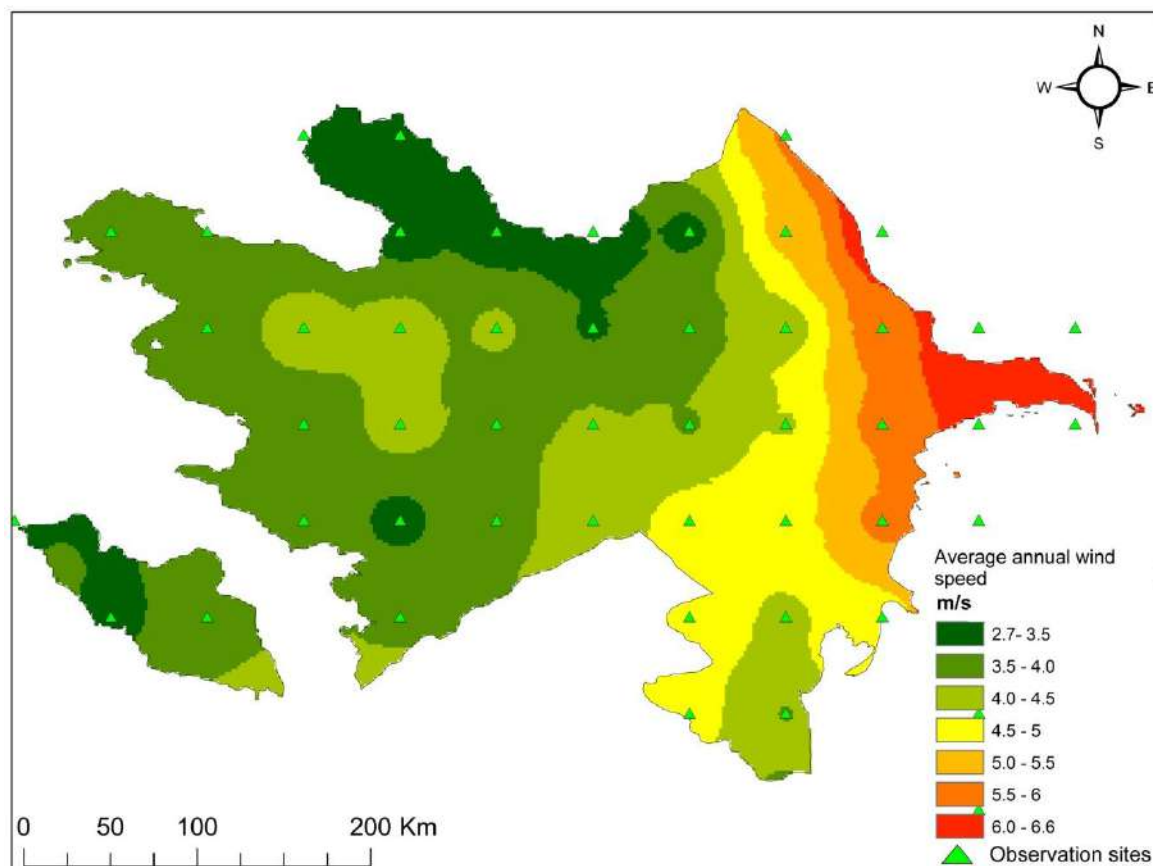 N
W
E
S
Average annual wind
speed
m/s
2.7- 3.5
3.5 - 4.0
4.0 - 4.5
4.5 - 5
5.0 - 5.5
5.5 - 6
6.0 - 6.6
Observation sites
0 50 100 200 Km